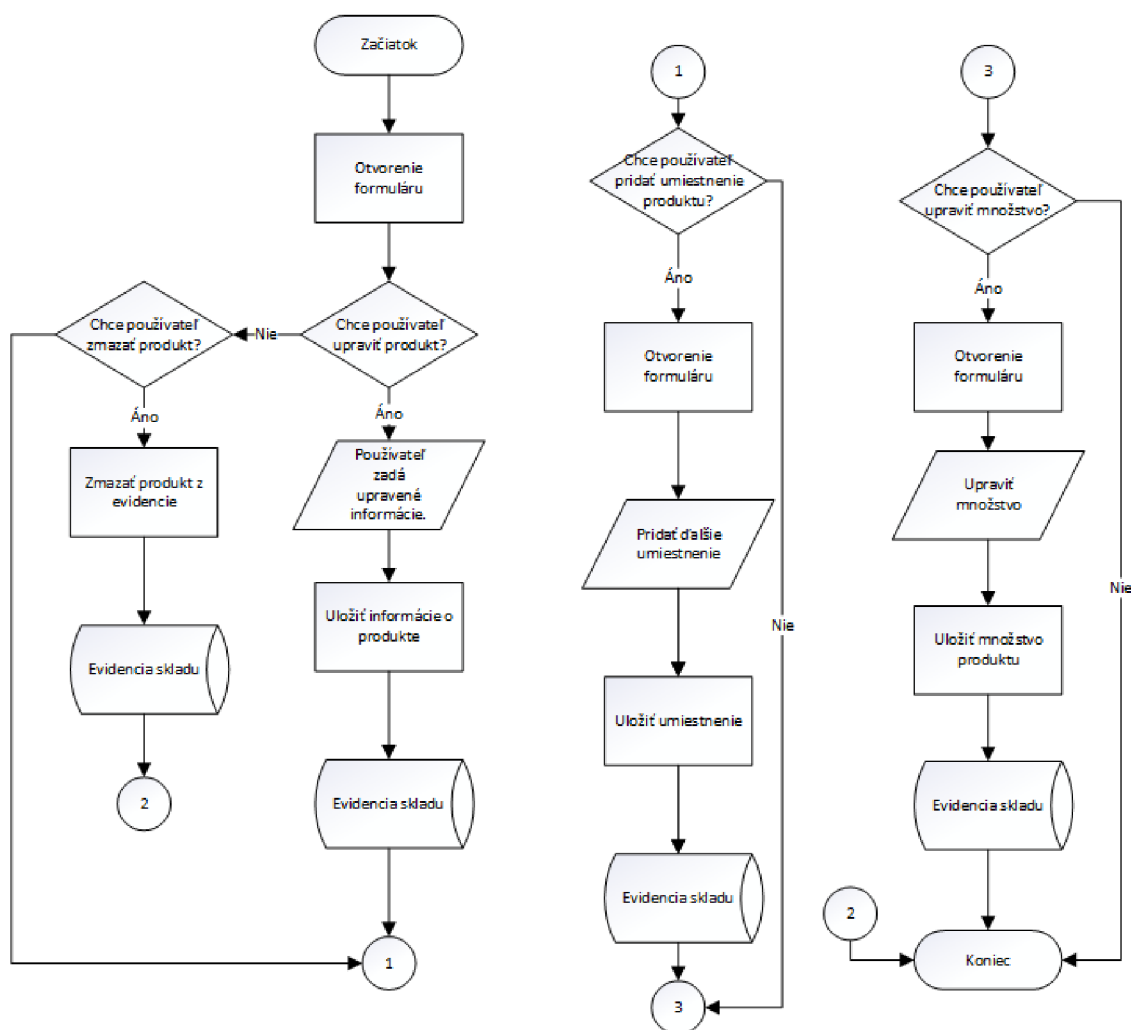 Začiatok
Otvorenie
formuláru
Chce používateľ
upraviť produkt?
Nie
Chce používateľ
zmazať produkt?
Áno
Zmazať produkt z
evidencie
Evidencia skladu
2
Áno
Používateľ
zadá
upravené
informácie.
Uložiť informácie o
produkte
Evidencia skladu
1
1
Chce používateľ
pridať umiestnenie
produktu?
Áno
Otvorenie
formuláru
Pridať ďalšie
umiestnenie
Nie
Uložiť umiestnenie
Evidencia skladu
3
3
Chce používateľ
upraviť množstvo?
Áno
Otvorenie
formuláru
Upraviť
množstvo
Nie
Uložiť množstvo
produktu
Evidencia skladu
2
Koniec